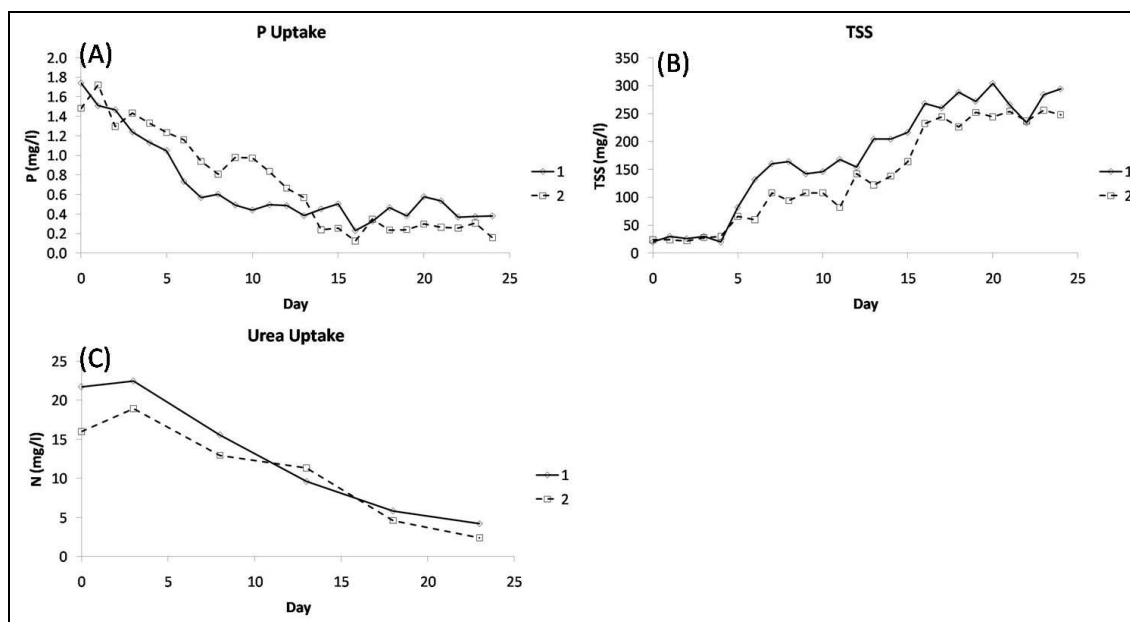 P Uptake
(A)
2.0
1.8
1.6
1.4
1.2
1.0
0.8
0.6
0.4
0.2
0.0
P (mg/l)
0 5 10 15 20 25
Day
1
2
TSS
(B)
350
300
250
200
150
100
50
0
TSS (mg/l)
0 5 10 15 20 25
Day
1
2
Urea Uptake
(C)
25
20
15
10
5
0
N (mg/l)
0 5 10 15 20 25
Day
1
2